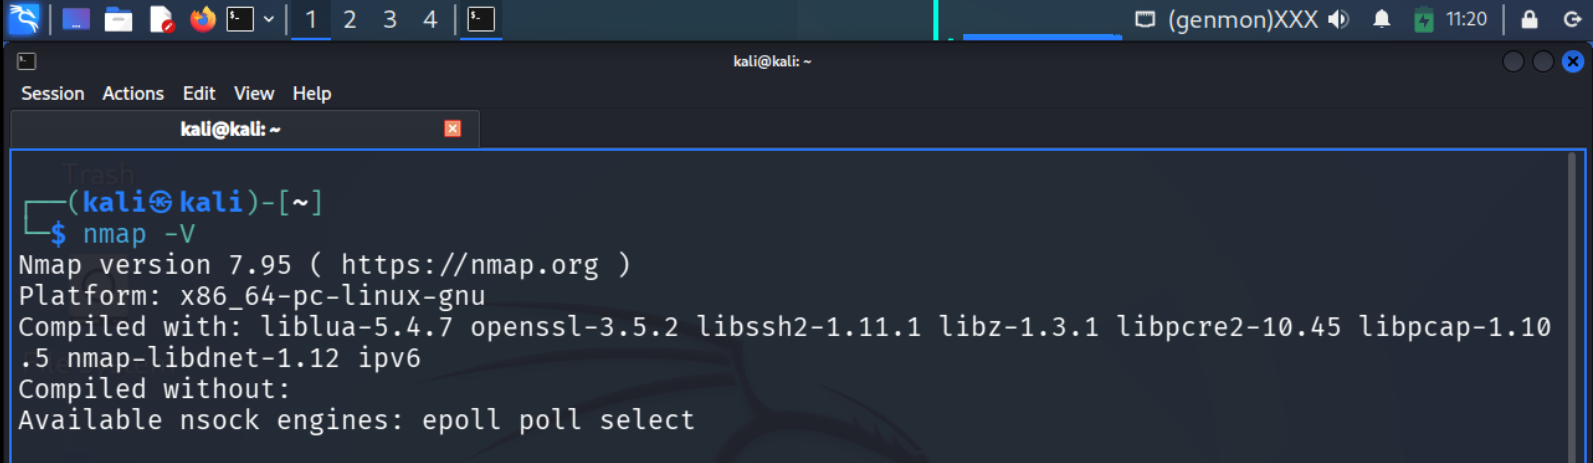 1 2 3 4 (genmon)XXX 11:20
kali@kali: ~
Session Actions Edit View Help
kali@kali: ~
Trash
┌──(kali㉿kali)-[~]
└─$ nmap -V
Nmap version 7.95 ( https://nmap.org )
Platform: x86_64-pc-linux-gnu
Compiled with: liblua-5.4.7 openssl-3.5.2 libssh2-1.11.1 libz-1.3.1 libpcre2-10.45 libpcap-1.10
.5 nmap-libdnet-1.12 ipv6
Compiled without:
Available nsock engines: epoll poll select